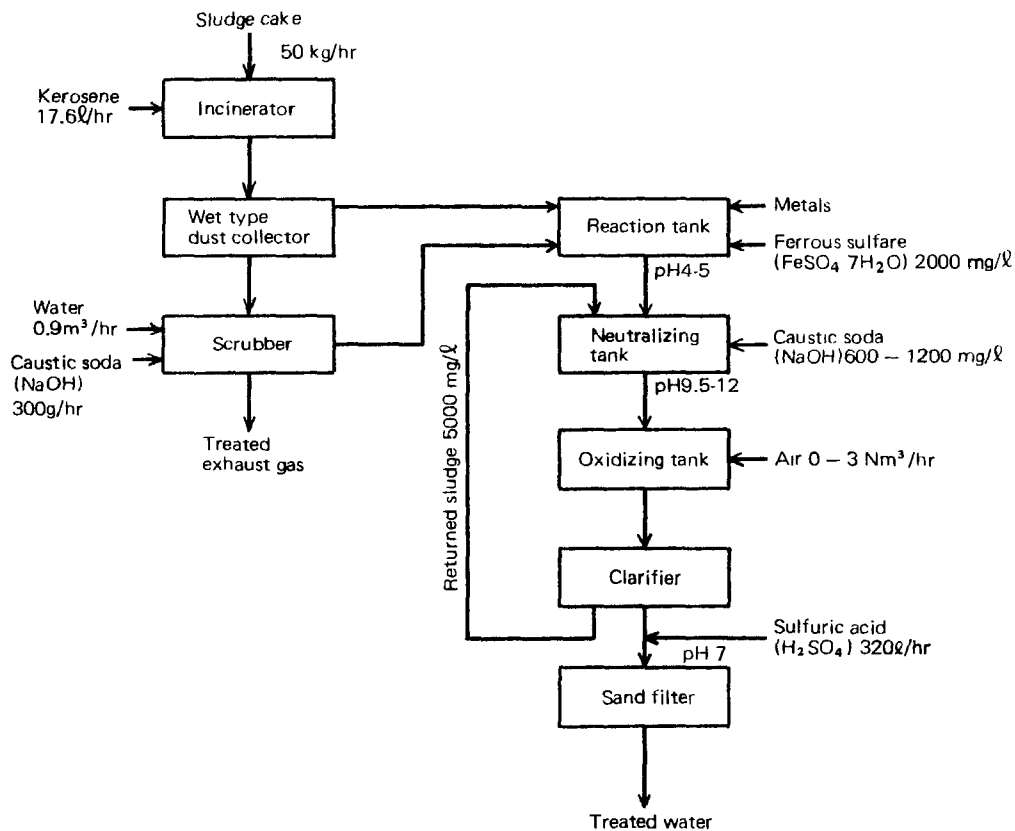 Sludge cake
50 kg/hr
Kerosene
17.6ℓ/hr
Incinerator
Wet type
dust collector
Reaction tank
Metals
Ferrous sulfare
(FeSO₄ 7H₂O) 2000 mg/ℓ
pH4-5
Water
0.9m³/hr
Scrubber
Caustic soda
(NaOH)
300g/hr
Neutralizing
tank
Caustic soda
(NaOH)600 – 1200 mg/ℓ
pH9.5-12
Treated
exhaust gas
Returned sludge 5000 mg/ℓ
Oxidizing tank
Air 0 – 3 Nm³/hr
Clarifier
Sulfuric acid
(H₂SO₄) 320ℓ/hr
pH 7
Sand filter
Treated water